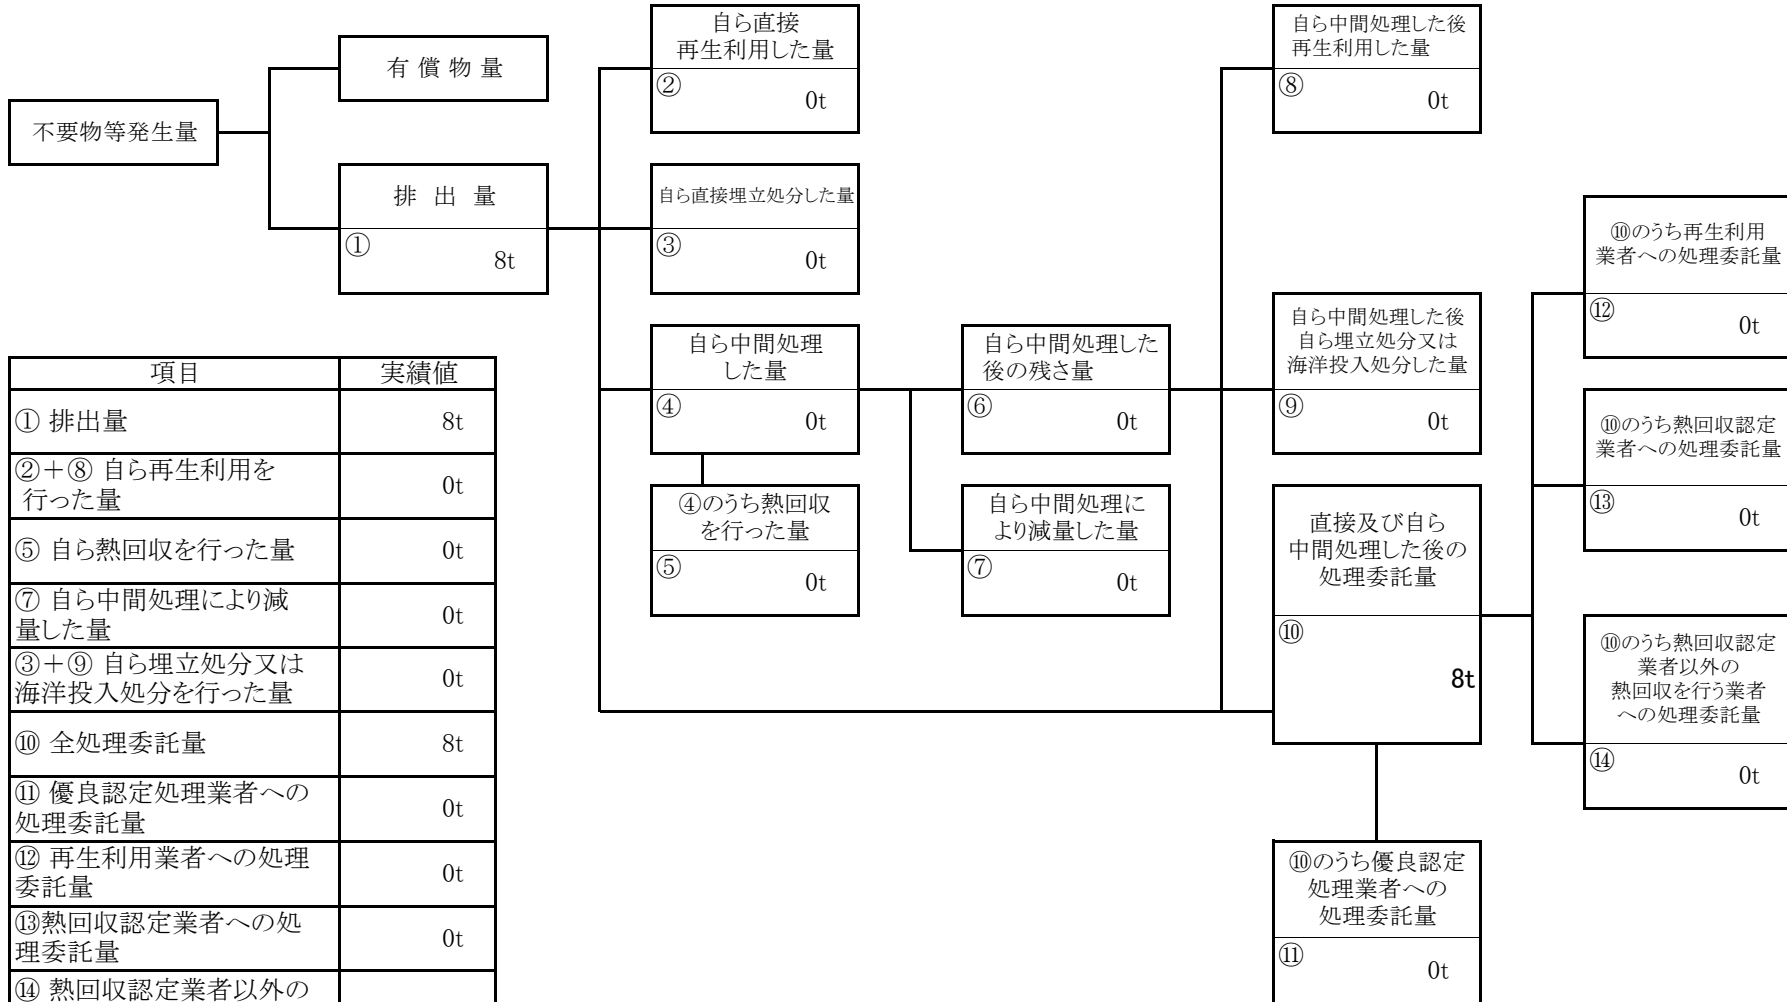 不要物等発生量
有 償 物 量
排 出 量
①
8t
自ら直接
再生利用した量
②
0t
自ら直接埋立処分した量
③
0t
自ら中間処理
した量
④
0t
④のうち熱回収
を行った量
⑤
0t
自ら中間処理した
後の残さ量
⑥
0t
自ら中間処理に
より減量した量
⑦
0t
自ら中間処理した後
再生利用した量
⑧
0t
自ら中間処理した後
自ら埋立処分又は
海洋投入処分した量
⑨
0t
直接及び自ら
中間処理した後の
処理委託量
⑩
8t
⑩のうち優良認定
処理業者への
処理委託量
⑪
0t
⑩のうち再生利用
業者への処理委託量
⑫
0t
⑩のうち熱回収認定
業者への処理委託量
⑬
0t
⑩のうち熱回収認定
業者以外の
熱回収を行う業者
への処理委託量
⑭
0t
項目 実績値
① 排出量 8t
②+⑧ 自ら再生利用を
行った量 0t
⑤ 自ら熱回収を行った量 0t
⑦ 自ら中間処理により減
量した量 0t
③+⑨ 自ら埋立処分又は
海洋投入処分を行った量 0t
⑩ 全処理委託量 8t
⑪ 優良認定処理業者への
処理委託量 0t
⑫ 再生利用業者への処理
委託量 0t
⑬熱回収認定業者への処
理委託量 0t
⑭ 熱回収認定業者以外の